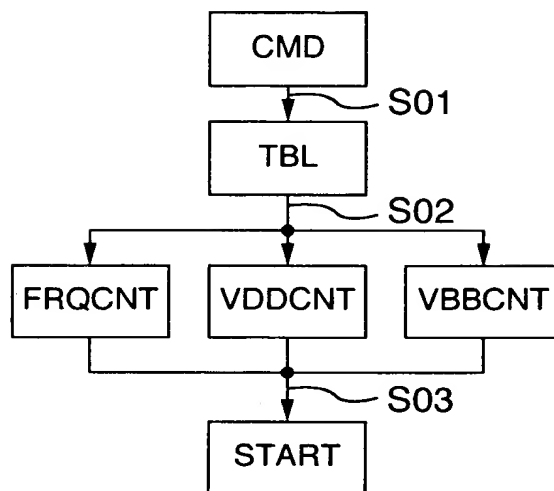 CMD
S01
TBL
S02
FRQCNT
VDDCNT
VBBCNT
S03
START